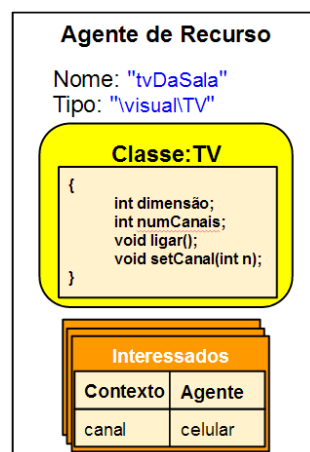 Agente de Recurso
Nome: "tvDaSala"
Tipo: "\visual\TV"
Classe:TV
{
int dimensão;
int numCanais;
void ligar();
void setCanal(int n);
}
Interessados
Contexto Agente
canal celular